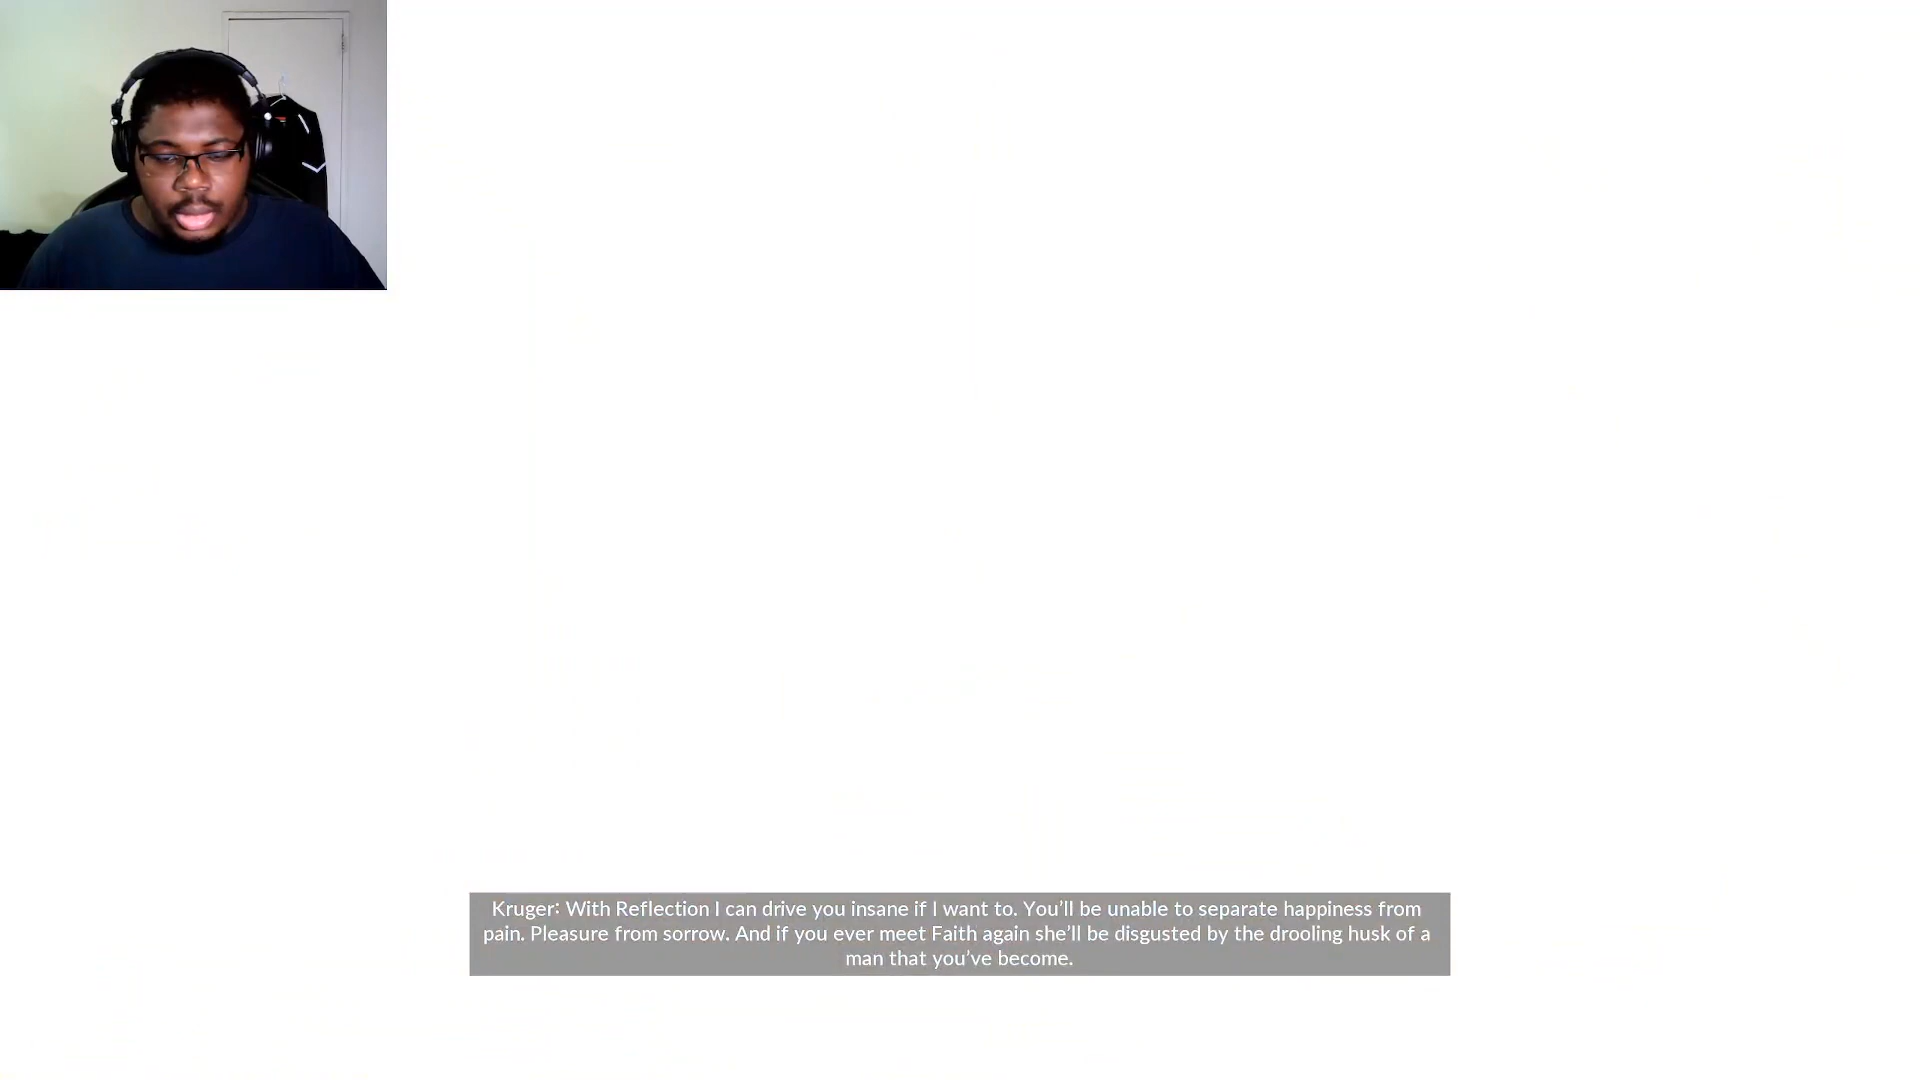 Kruger: With Reflection I can drive you insane if I want to. You’ll be unable to separate happiness from
pain. Pleasure from sorrow. And if you ever meet Faith again she’ll be disgusted by the drooling husk of a
man that you’ve become.